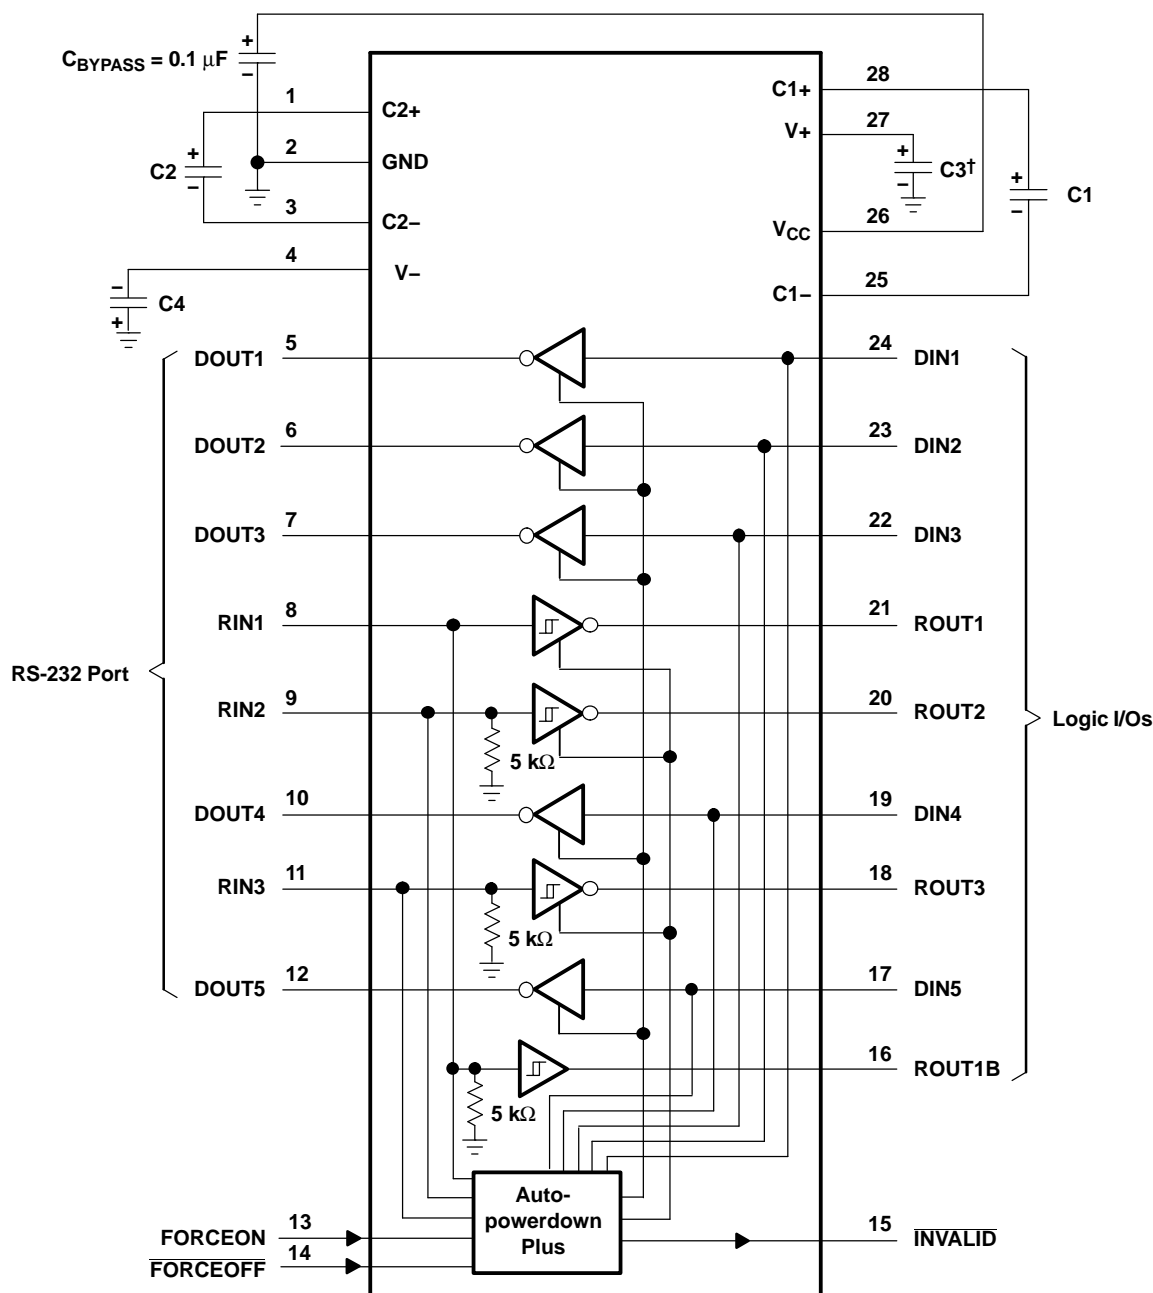 CBYPASS = 0.1 μF
+
−
1
C2+
28
C1+
27
V+
+
−
C2
2
GND
+
−
C3†
+
−
C1
3
C2−
26
VCC
4
V−
25
C1−
−
+
C4
DOUT1
5
24
DIN1
DOUT2
6
23
DIN2
DOUT3
7
22
DIN3
RIN1
8
21
ROUT1
RS-232 Port
RIN2
9
20
ROUT2
Logic I/Os
5 kΩ
DOUT4
10
19
DIN4
RIN3
11
18
ROUT3
5 kΩ
DOUT5
12
17
DIN5
16
ROUT1B
5 kΩ
Auto-
powerdown
Plus
FORCEON
13
15
INVALID
FORCEOFF
14